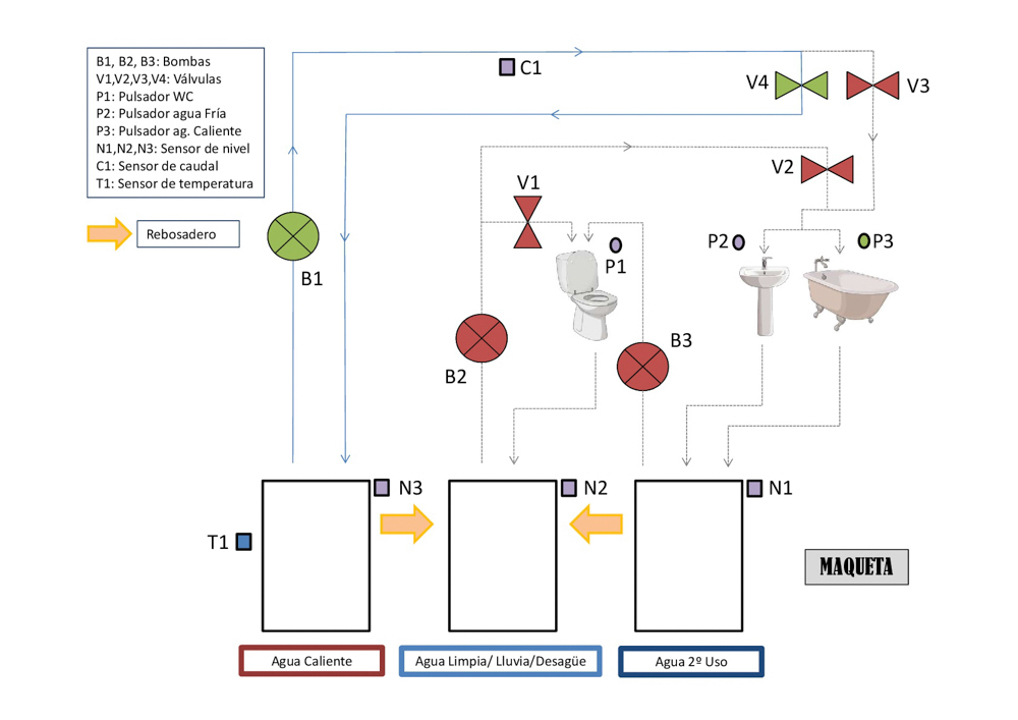 B1, B2, B3: Bombas
V1,V2,V3,V4: Válvulas
P1: Pulsador WC
P2: Pulsador agua Fría
P3: Pulsador ag. Caliente
N1,N2,N3: Sensor de nivel
C1: Sensor de caudal
T1: Sensor de temperatura
Rebosadero
C1
V4
V3
V2
V1
P2
P3
P1
B1
B3
B2
N3
N2
N1
T1
MAQUETA
Agua Caliente
Agua Limpia/ Lluvia/Desagüe
Agua 2º Uso